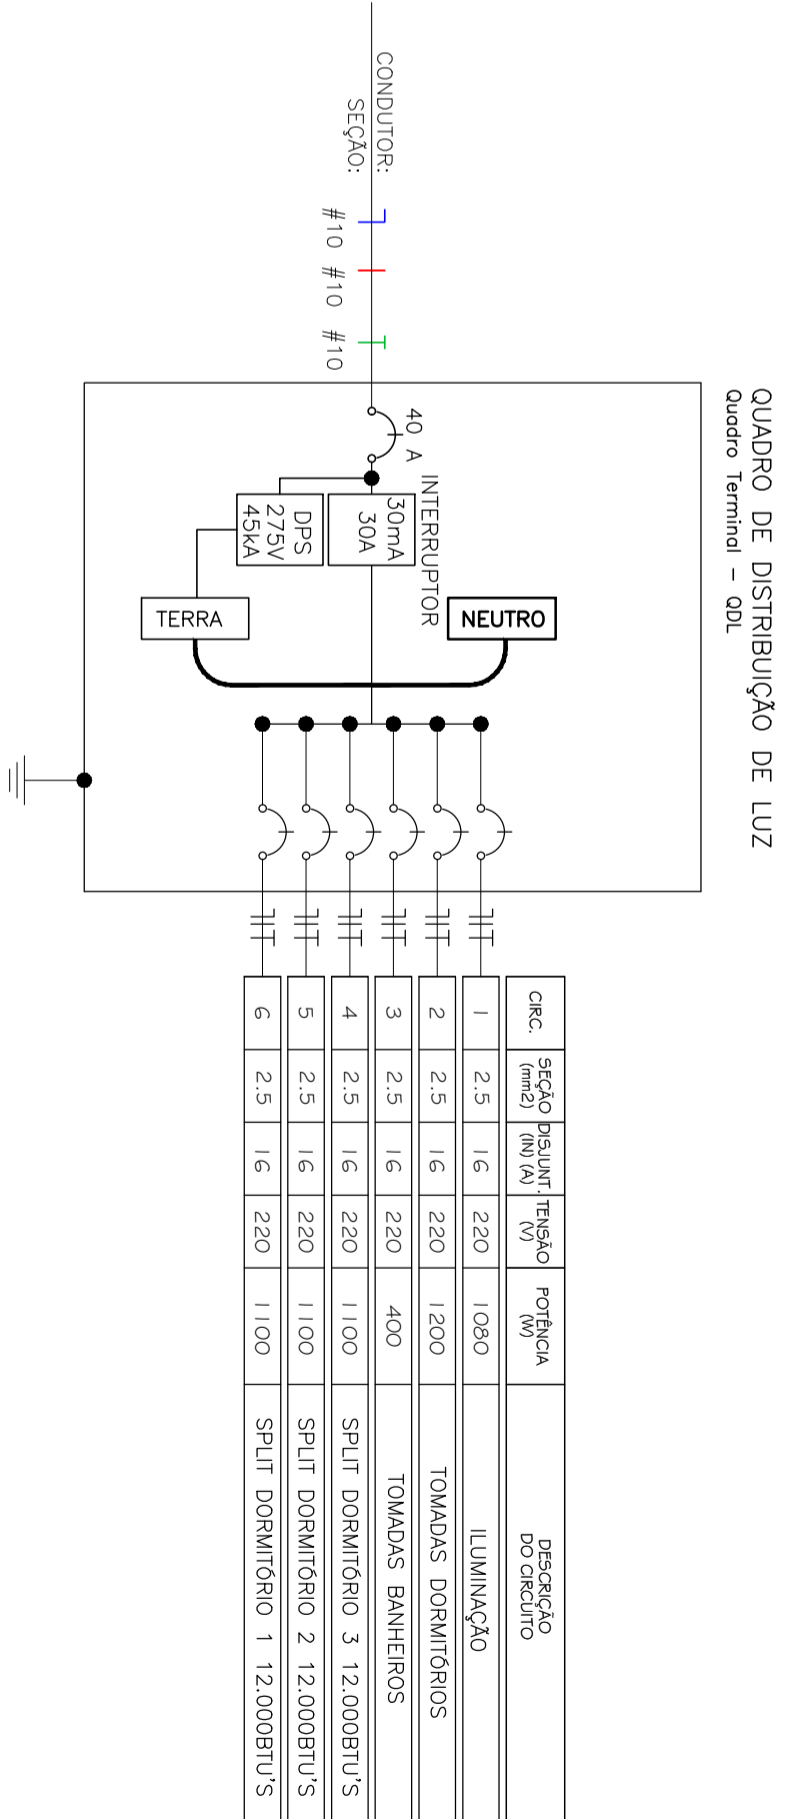 QUADRO DE DISTRIBUIÇÃO DE LUZ
Quadro Terminal - QDL
CONDUTOR:
SEÇÃO: #10 #10 #10
40 A
INTERRUPTOR
30mA
30A
DPS
275V
45kA
NEUTRO
TERRA
CIRC. SEÇÃO (mm2) DISJUNT. (IN) (A) TENSÃO (V) POTÊNCIA (W) DESCRIÇÃO DO CIRCUITO
1 2.5 16 220 1080 ILUMINAÇÃO
2 2.5 16 220 1200 TOMADAS DORMITÓRIOS
3 2.5 16 220 400 TOMADAS BANHEIROS
4 2.5 16 220 1100 SPLIT DORMITÓRIO 3 12.000BTU'S
5 2.5 16 220 1100 SPLIT DORMITÓRIO 2 12.000BTU'S
6 2.5 16 220 1100 SPLIT DORMITÓRIO 1 12.000BTU'S